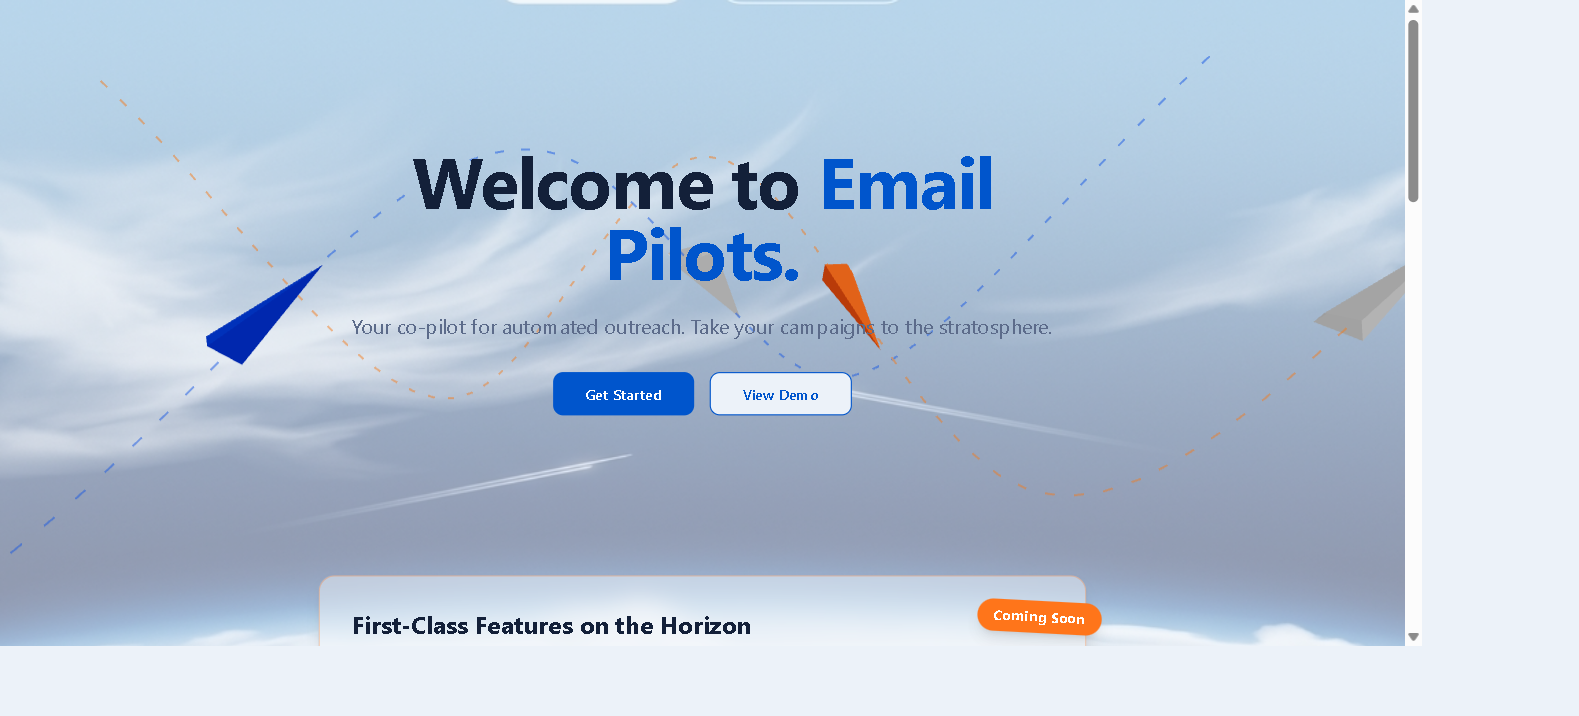 Welcome to Email
Pilots.
Your co-pilot for automated outreach. Take your campaigns to the stratosphere.
Get Started
View Demo
First-Class Features on the Horizon
Coming Soon